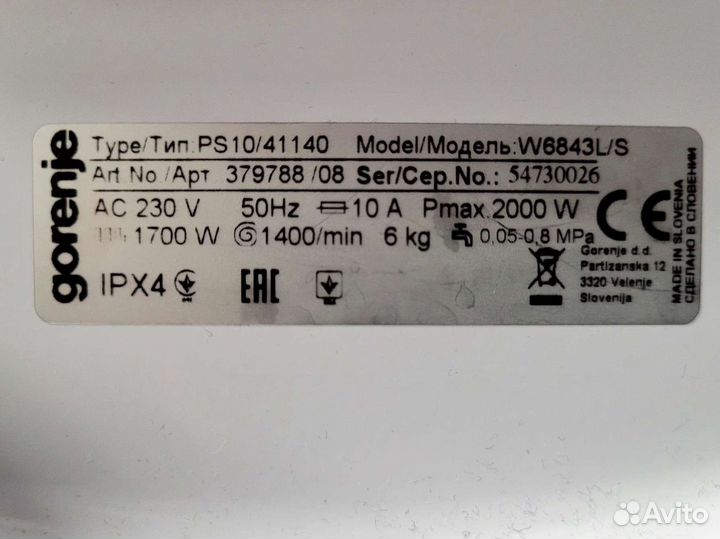 gorenje
Type/Тип: PS10/41140 Model/Модель: W6843L/S
Art No /Арт 379788 /08 Ser/Сер.No.: 54730026
AC 230 V 50Hz 10 A Pmax. 2000 W
1700 W 1400/min 6 kg 0,05-0,8 MPa
IPX4 EAC
CE
Gorenje d.d.
Partizanska 12
3320 Velenje
Slovenija
MADE IN SLOVENIA
СДЕЛАНО В СЛОВЕНИИ
Avito